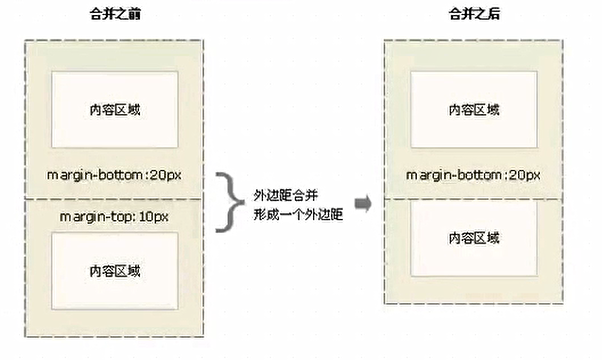 合并之前
合并之后
内容区域
内容区域
margin-bottom:20px
margin-bottom:20px
外边距合并
形成一个外边距
margin-top:10px
内容区域
内容区域